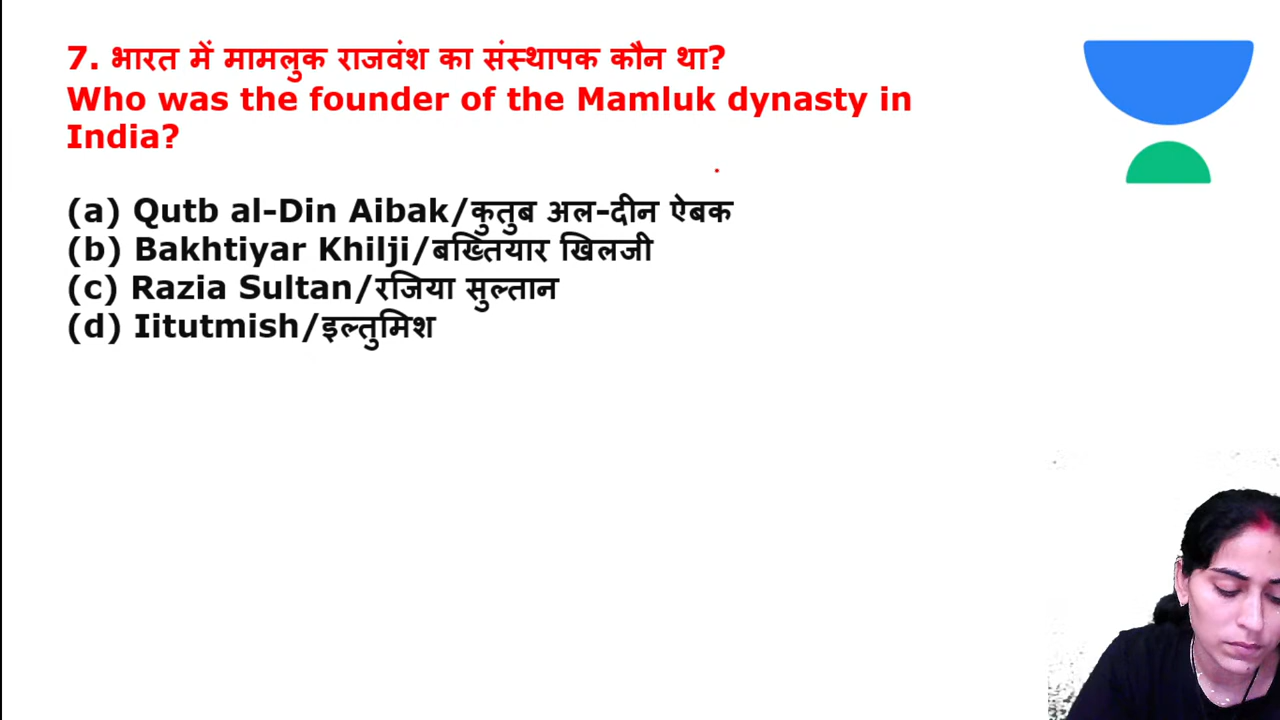 7. भारत में मामलुक राजवंश का संस्थापक कौन था?
Who was the founder of the Mamluk dynasty in
India?
(a) Qutb al-Din Aibak/कुतुब अल-दीन ऐबक
(b) Bakhtiyar Khilji/बख्तियार खिलजी
(c) Razia Sultan/रजिया सुल्तान
(d) Iitutmish/इल्तुमिश